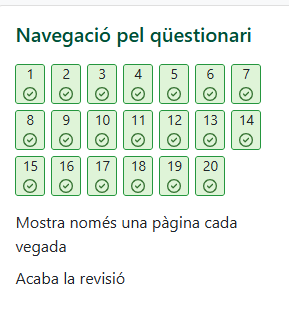 Navegació pel qüestionari
1 2 3 4 5 6 7
8 9 10 11 12 13 14
15 16 17 18 19 20
Mostra només una pàgina cada
vegada
Acaba la revisió